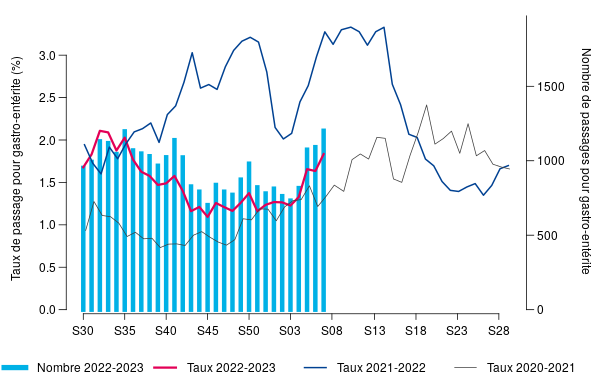 Taux de passage pour gastro-entérite (%)
3.0
2.5
2.0
1.5
1.0
0.5
0.0
1500
1000
500
0
Nombre de passages pour gastro-entérite
S30 S35 S40 S45 S50 S03 S08 S13 S18 S23 S28
Nombre 2022-2023 Taux 2022-2023 Taux 2021-2022 Taux 2020-2021